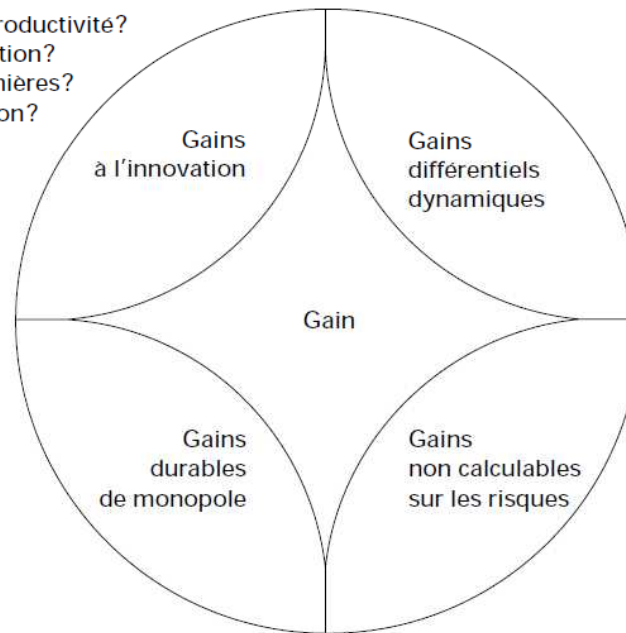 roductivité?
tion?
nières?
on?
Gains
à l'innovation
Gains
différentiels
dynamiques
Gain
Gains
durables
de monopole
Gains
non calculables
sur les risques